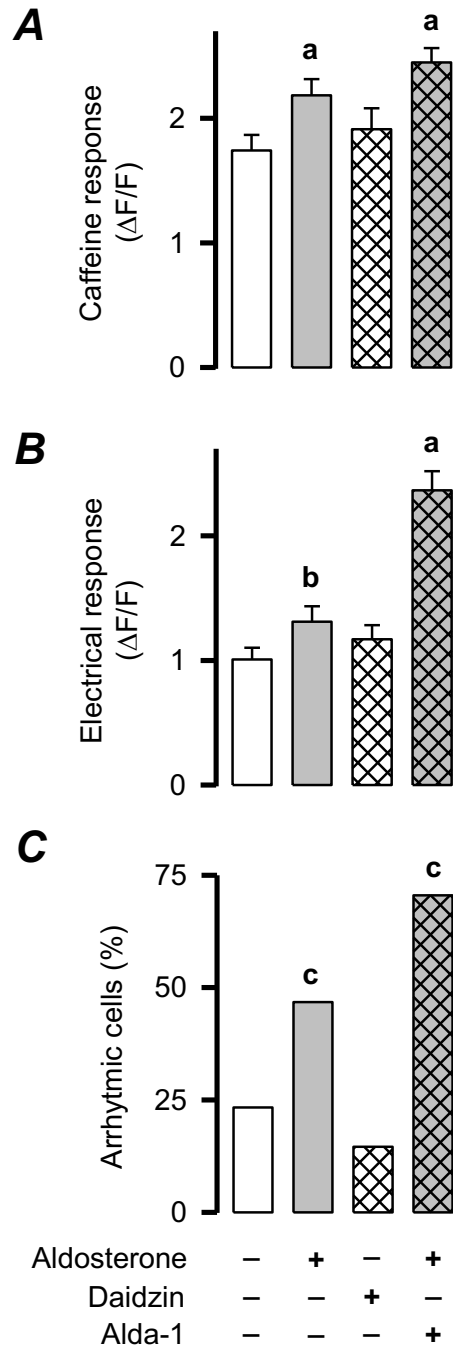 A
a
a
2
1
0
Caffeine response
(ΔF/F)
B
a
b
2
1
0
Electrical response
(ΔF/F)
C
75
c
c
50
25
0
Arrhytmic cells (%)
Aldosterone – + – +
Daidzin – – + –
Alda-1 – – – +